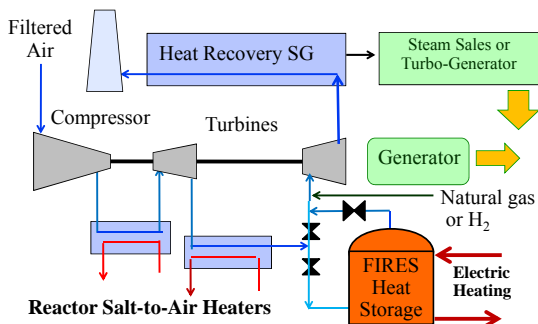 Filtered
Air
Heat Recovery SG
Steam Sales or
Turbo-Generator
Compressor
Turbines
Generator
Natural gas
or H₂
FIRES
Heat
Storage
Electric
Heating
Reactor Salt-to-Air Heaters